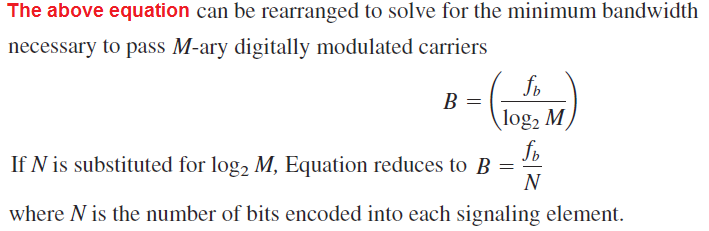 The above equation can be rearranged to solve for the minimum bandwidth
necessary to pass M-ary digitally modulated carriers
B = (f_b / log₂ M)
If N is substituted for log₂ M, Equation reduces to B = f_b / N
where N is the number of bits encoded into each signaling element.